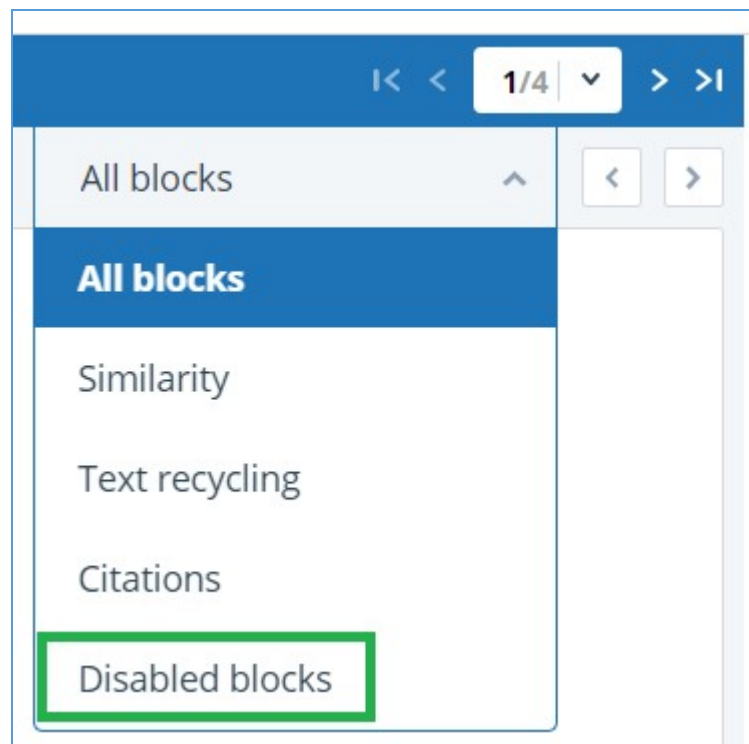 1/4
All blocks
All blocks
Similarity
Text recycling
Citations
Disabled blocks